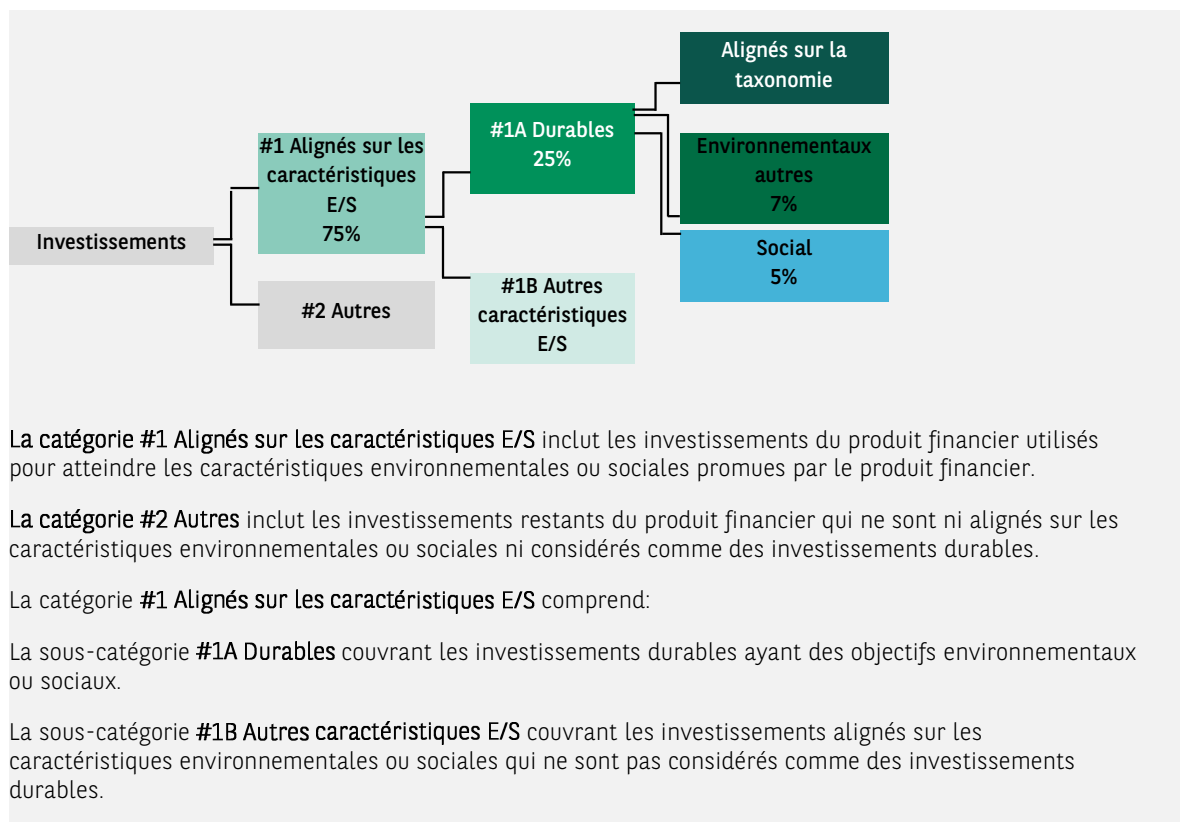 Alignés sur la
taxonomie
#1A Durables
25%
#1 Alignés sur les
caractéristiques
E/S
75%
Environnementaux
autres
7%
Investissements
Social
5%
#2 Autres
#1B Autres
caractéristiques
E/S
La catégorie #1 Alignés sur les caractéristiques E/S inclut les investissements du produit financier utilisés
pour atteindre les caractéristiques environnementales ou sociales promues par le produit financier.
La catégorie #2 Autres inclut les investissements restants du produit financier qui ne sont ni alignés sur les
caractéristiques environnementales ou sociales ni considérés comme des investissements durables.
La catégorie #1 Alignés sur les caractéristiques E/S comprend:
La sous-catégorie #1A Durables couvrant les investissements durables ayant des objectifs environnementaux
ou sociaux.
La sous-catégorie #1B Autres caractéristiques E/S couvrant les investissements alignés sur les
caractéristiques environnementales ou sociales qui ne sont pas considérés comme des investissements
durables.